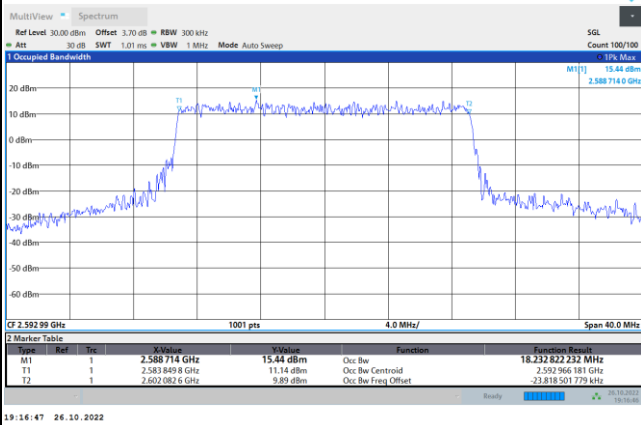 MultiView Spectrum
Ref Level 30.00 dBm Offset 3.70 dB RBW 300 kHz SGL
Att 30 dB SWT 1.01 ms VBW 1 MHz Mode Auto Sweep Count 100/100
1 Occupied Bandwidth 1Pk Max
M1[1] 15.44 dBm
2.588 714 0 GHz
M1
T1 T2
20 dBm
10 dBm
0 dBm
-10 dBm
-20 dBm
-30 dBm
-40 dBm
-50 dBm
-60 dBm
CF 2.592 99 GHz 1001 pts 4.0 MHz/ Span 40.0 MHz
2 Marker Table
Type Ref Trc X-Value Y-Value Function Function Result
M1 1 2.588 714 GHz 15.44 dBm Occ Bw 18.232 822 232 MHz
T1 1 2.583 849 8 GHz 11.14 dBm Occ Bw Centroid 2.592 966 181 GHz
T2 1 2.602 082 6 GHz 9.89 dBm Occ Bw Freq Offset -23.818 501 779 kHz
Ready 26.10.2022
19:16:46
19:16:47 26.10.2022